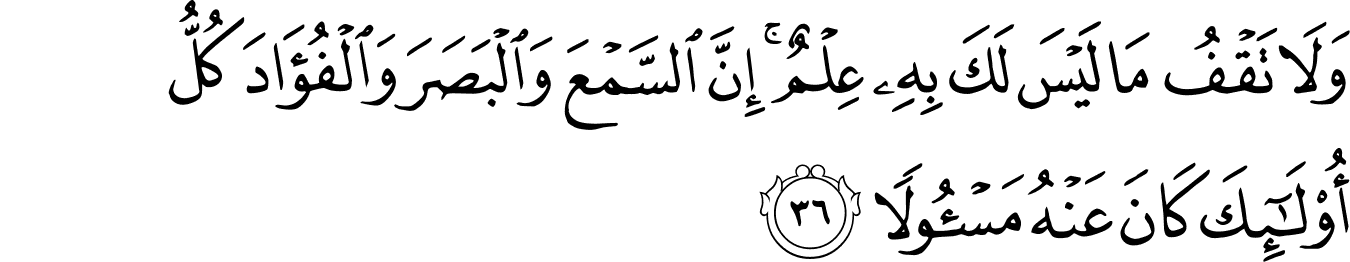 وَلَا تَقْفُ مَا لَيْسَ لَكَ بِهِۦ عِلْمٌ ۚ إِنَّ ٱلسَّمْعَ وَٱلْبَصَرَ وَٱلْفُؤَادَ كُلُّ
أُو۟لَـٰٓئِكَ كَانَ عَنْهُ مَسْـُٔولًا ٣٦